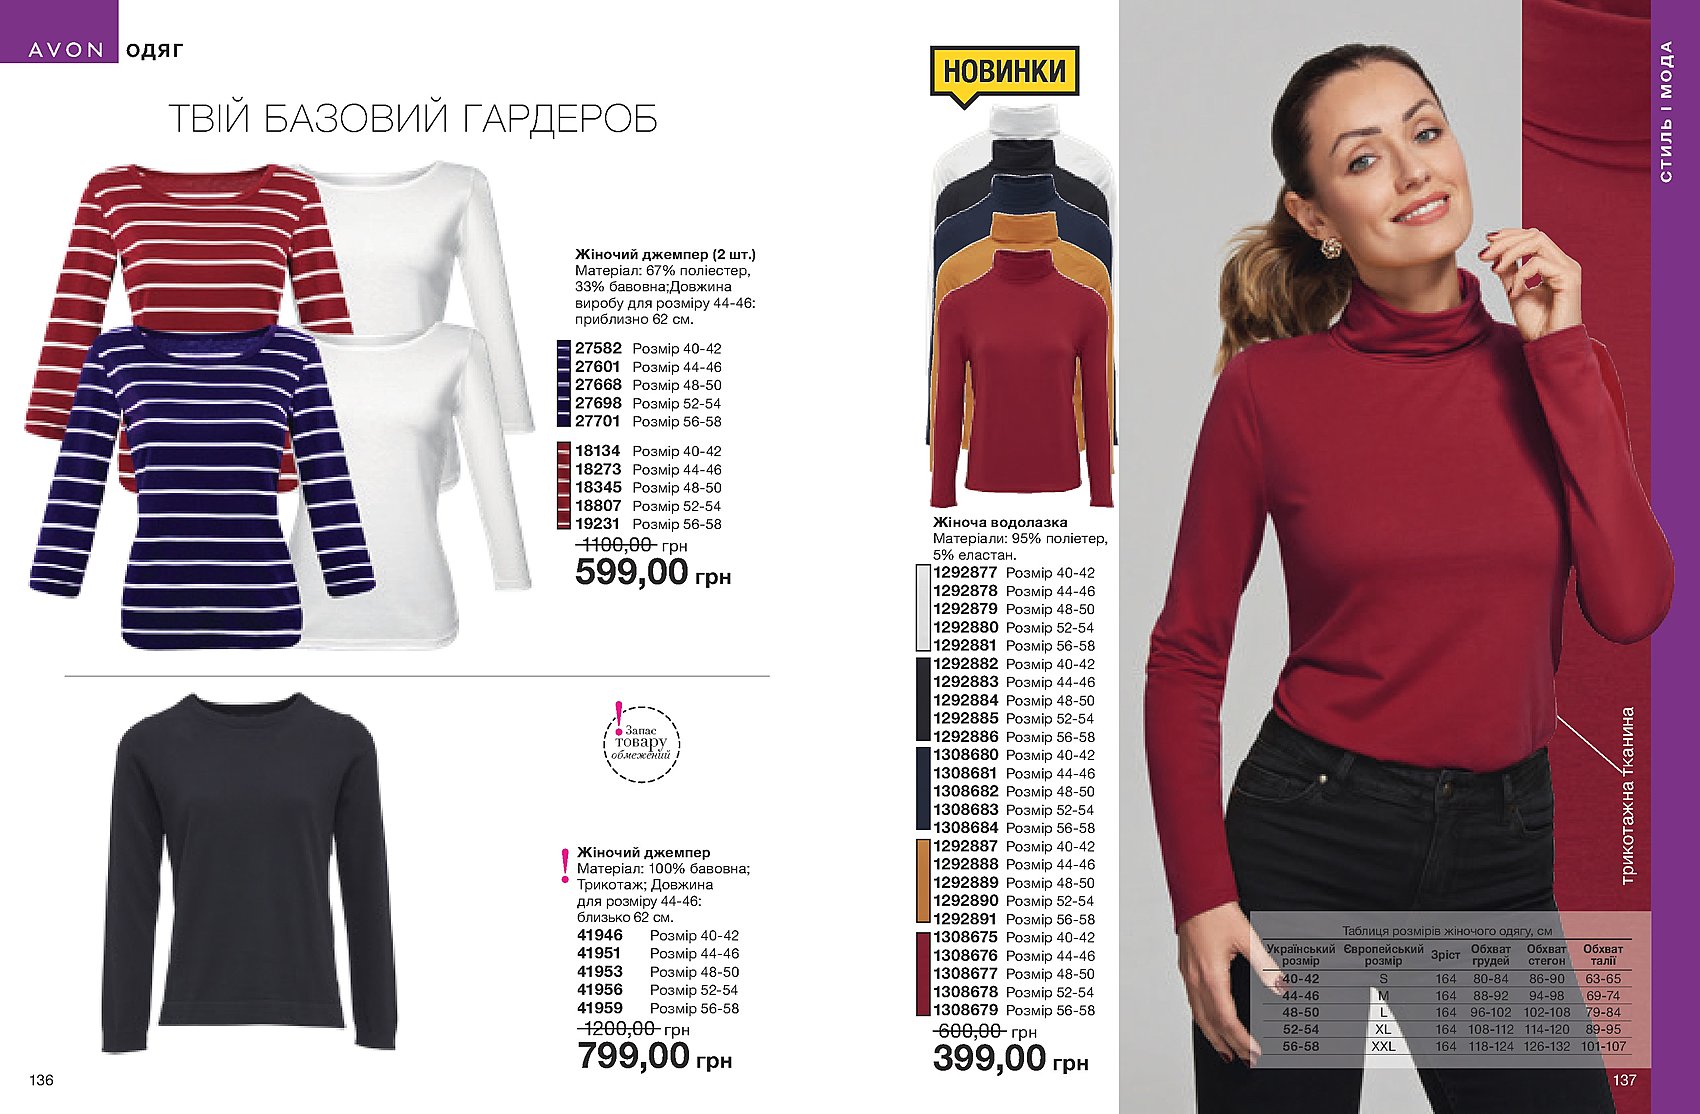 AVON ОДЯГ
ТВІЙ БАЗОВИЙ ГАРДЕРОБ
Жіночий джемпер (2 шт.)
Матеріал: 67% поліестер,
33% бавовна;Довжина
виробу для розміру 44-46:
приблизно 62 см.
27582 Розмір 40-42
27601 Розмір 44-46
27668 Розмір 48-50
27698 Розмір 52-54
27701 Розмір 56-58
18134 Розмір 40-42
18273 Розмір 44-46
18345 Розмір 48-50
18807 Розмір 52-54
19231 Розмір 56-58
1100,00 грн
599,00 грн
! Запас
товару
обмежений
! Жіночий джемпер
Матеріал: 100% бавовна;
Трикотаж; Довжина
для розміру 44-46:
близько 62 см.
41946 Розмір 40-42
41951 Розмір 44-46
41953 Розмір 48-50
41956 Розмір 52-54
41959 Розмір 56-58
1200,00 грн
799,00 грн
136
НОВИНКИ
Жіноча водолазка
Матеріали: 95% поліетер,
5% еластан.
1292877 Розмір 40-42
1292878 Розмір 44-46
1292879 Розмір 48-50
1292880 Розмір 52-54
1292881 Розмір 56-58
1292882 Розмір 40-42
1292883 Розмір 44-46
1292884 Розмір 48-50
1292885 Розмір 52-54
1292886 Розмір 56-58
1308680 Розмір 40-42
1308681 Розмір 44-46
1308682 Розмір 48-50
1308683 Розмір 52-54
1308684 Розмір 56-58
1292887 Розмір 40-42
1292888 Розмір 44-46
1292889 Розмір 48-50
1292890 Розмір 52-54
1292891 Розмір 56-58
1308675 Розмір 40-42
1308676 Розмір 44-46
1308677 Розмір 48-50
1308678 Розмір 52-54
1308679 Розмір 56-58
600,00 грн
399,00 грн
СТИЛЬ І МОДА
трикотажна тканина
Таблиця розмірів жіночого одягу, см
Український Європейський Зріст Обхват Обхват Обхват
розмір розмір грудей стегон талії
40-42 S 164 80-84 86-90 63-65
44-46 M 164 88-92 94-98 69-74
48-50 L 164 96-102 102-108 79-84
52-54 XL 164 108-112 114-120 89-95
56-58 XXL 164 118-124 126-132 101-107
137